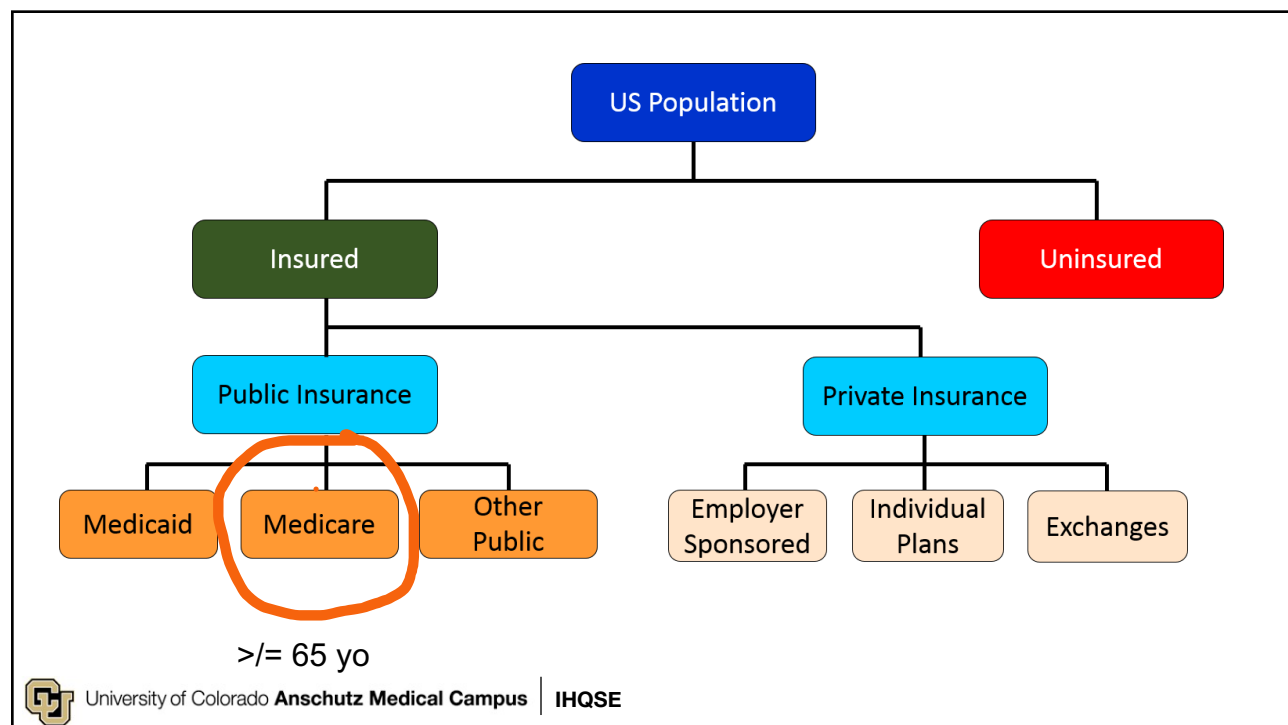 US Population
Insured
Uninsured
Public Insurance
Private Insurance
Medicaid
Medicare
Other
Public
Employer
Sponsored
Individual
Plans
Exchanges
>/= 65 yo
CU University of Colorado Anschutz Medical Campus | IHQSE